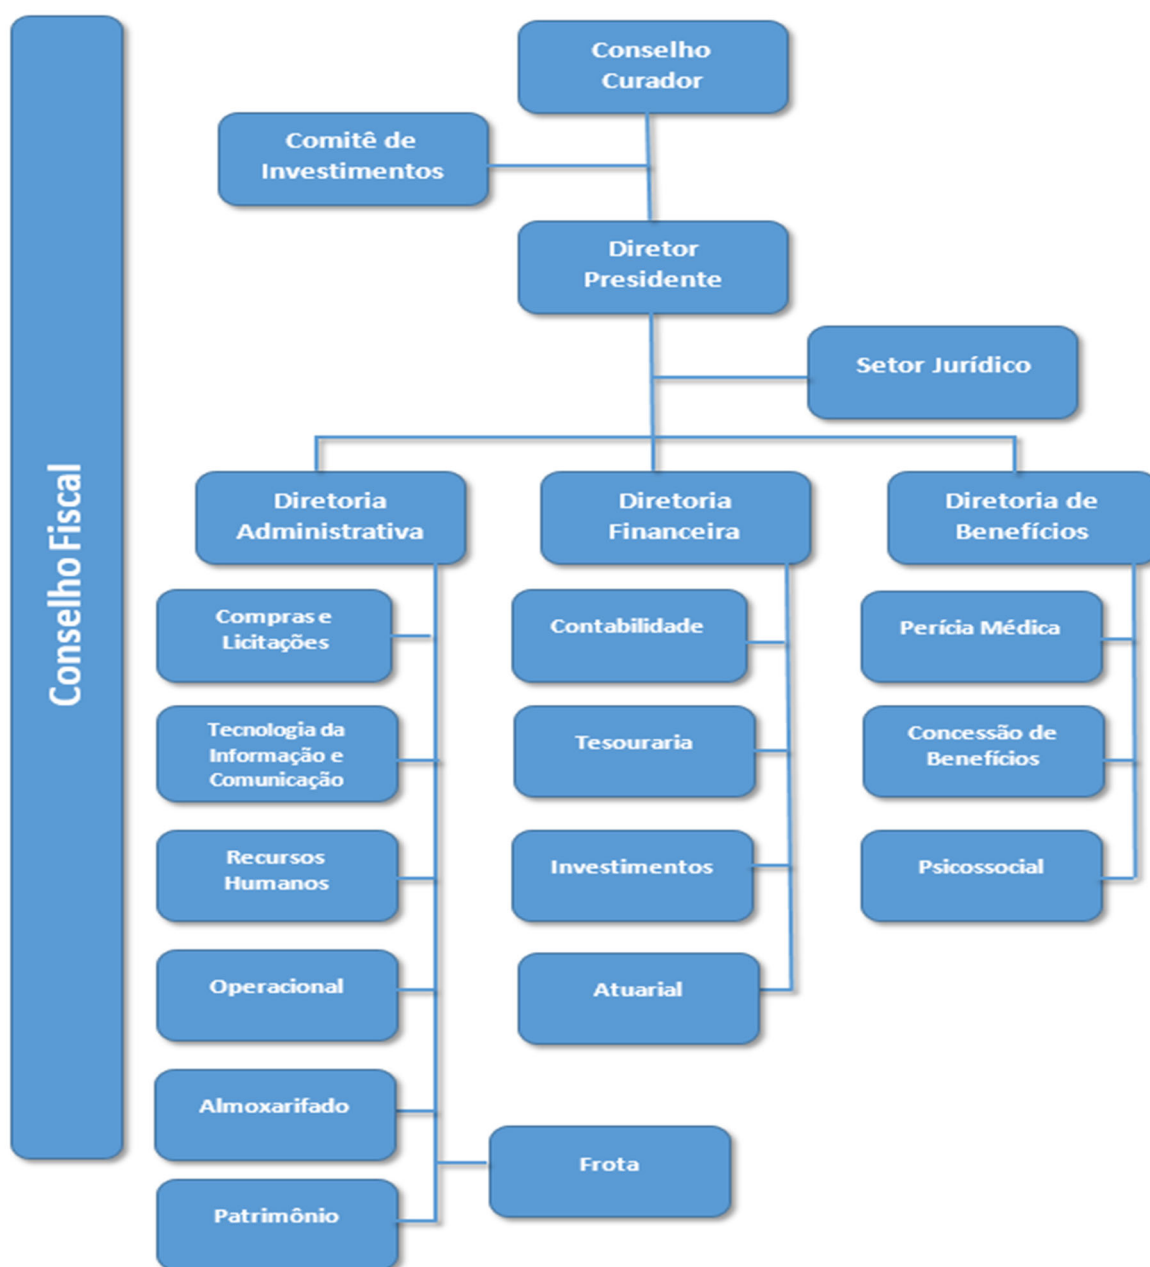 Conselho Fiscal
Conselho
Curador
Comitê de
Investimentos
Diretor
Presidente
Setor Jurídico
Diretoria
Administrativa
Diretoria
Financeira
Diretoria de
Benefícios
Compras e
Licitações
Tecnologia da
Informação e
Comunicação
Recursos
Humanos
Operacional
Almoxarifado
Patrimônio
Frota
Contabilidade
Tesouraria
Investimentos
Atuarial
Perícia Médica
Concessão de
Benefícios
Psicossocial